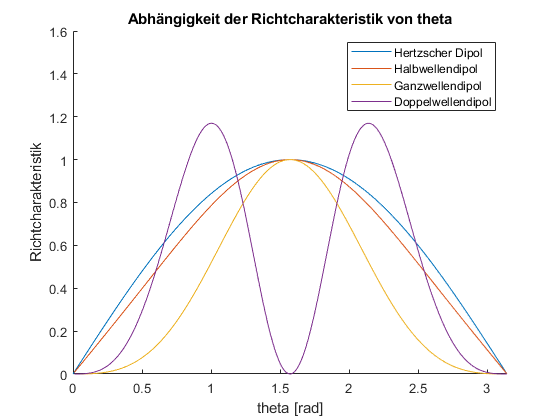 Abhängigkeit der Richtcharakteristik von theta
Hertzscher Dipol
Halbwellendipol
Ganzwellendipol
Doppelwellendipol
Richtcharakteristik
1.6
1.4
1.2
1
0.8
0.6
0.4
0.2
0
0 0.5 1 1.5 2 2.5 3
theta [rad]